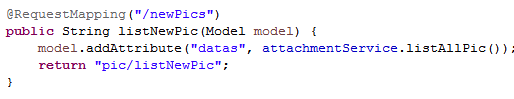 @RequestMapping("/newPics")
public String listNewPic(Model model) {
    model.addAttribute("datas", attachmentService.listAllPic());
    return "pic/listNewPic";
}